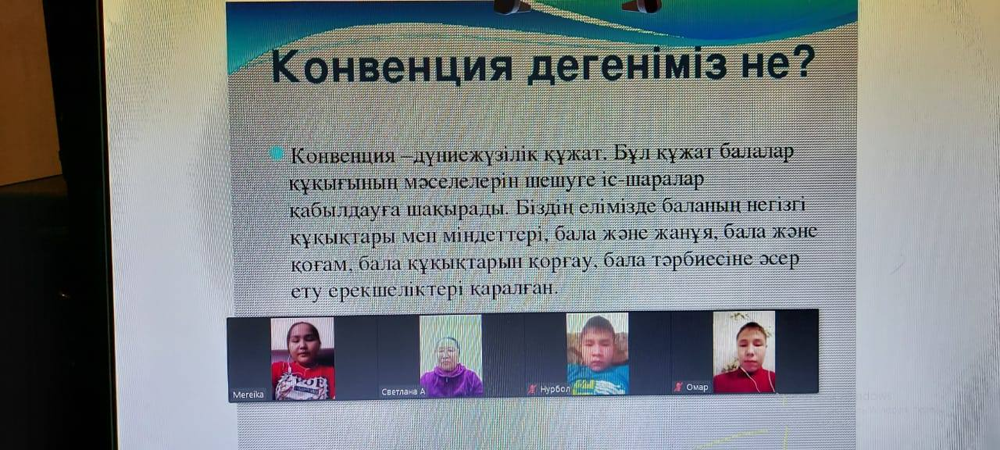 Конвенция дегеніміз не?
Конвенция –дүниежүзілік құжат. Бұл құжат балалар
құқығының мәселелерін шешуге іс-шаралар
қабылдауға шақырады. Біздің елімізде баланың негізгі
құқықтары мен міндеттері, бала және жанұя, бала және
қоғам, бала құқықтарын қорғау, бала тәрбиесіне әсер
ету ерекшеліктері қаралған.
Mereika
Светлана А
Нурбол
Омар